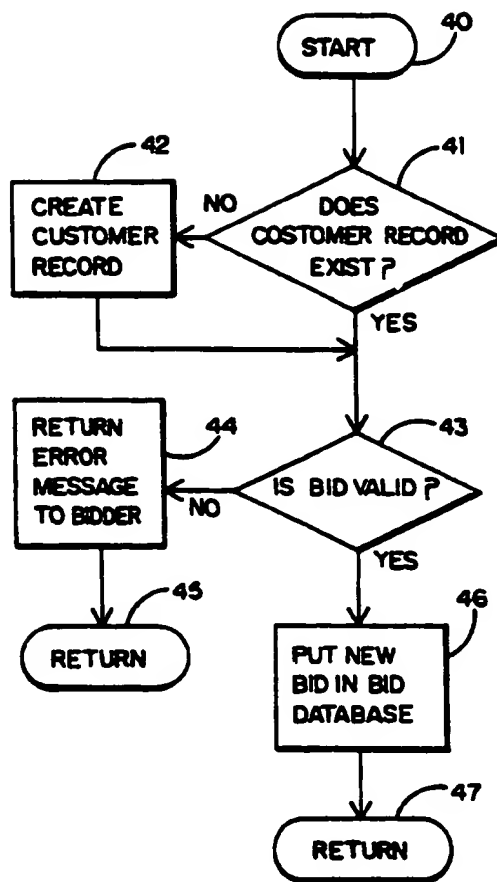 40
START
42
41
CREATE
CUSTOMER
RECORD
NO
DOES
COSTOMER RECORD
EXIST?
YES
RETURN
ERROR
MESSAGE
TO BIDDER
44
43
IS BID VALID?
NO
YES
45
RETURN
46
PUT NEW
BID IN BID
DATABASE
47
RETURN